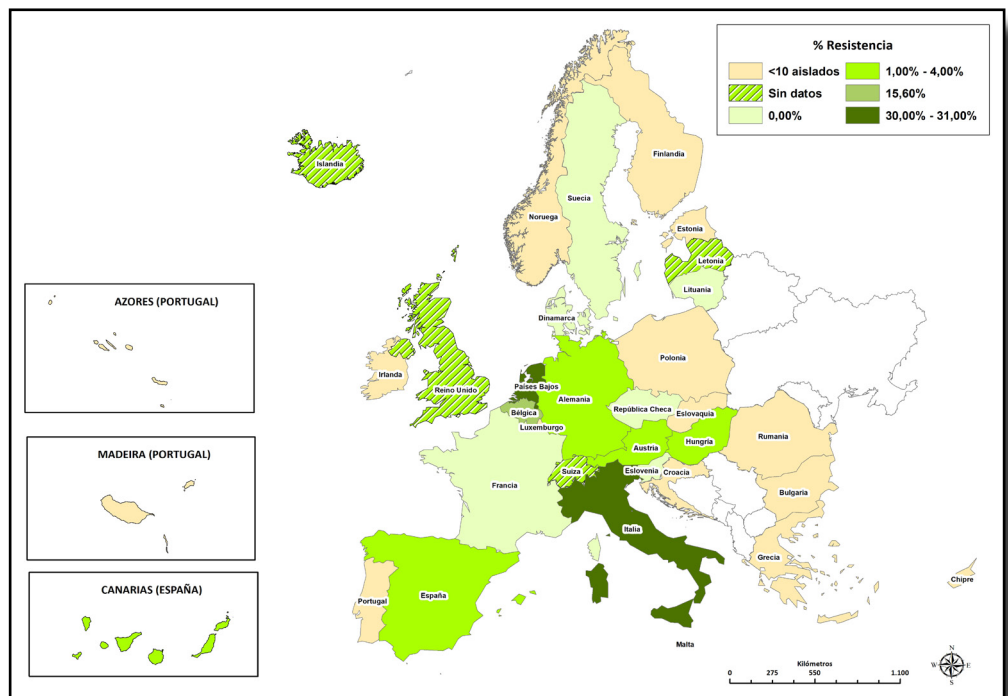 % Resistencia
<10 aislados
Sin datos
0,00%
1,00% - 4,00%
15,60%
30,00% - 31,00%
Islandia
Finlandia
Suecia
Noruega
Estonia
Letonia
Lituania
Dinamarca
AZORES (PORTUGAL)
Irlanda
Reino Unido
Países Bajos
Polonia
Alemania
Bélgica
República Checa
Luxemburgo
Eslovaquia
Rumania
Austria
Hungría
MADEIRA (PORTUGAL)
Suiza
Eslovenia
Croacia
Francia
Bulgaria
Italia
Grecia
Chipre
CANARIAS (ESPAÑA)
Portugal
España
Malta
Kilómetros
0 275 550 1.100
N
W E
S